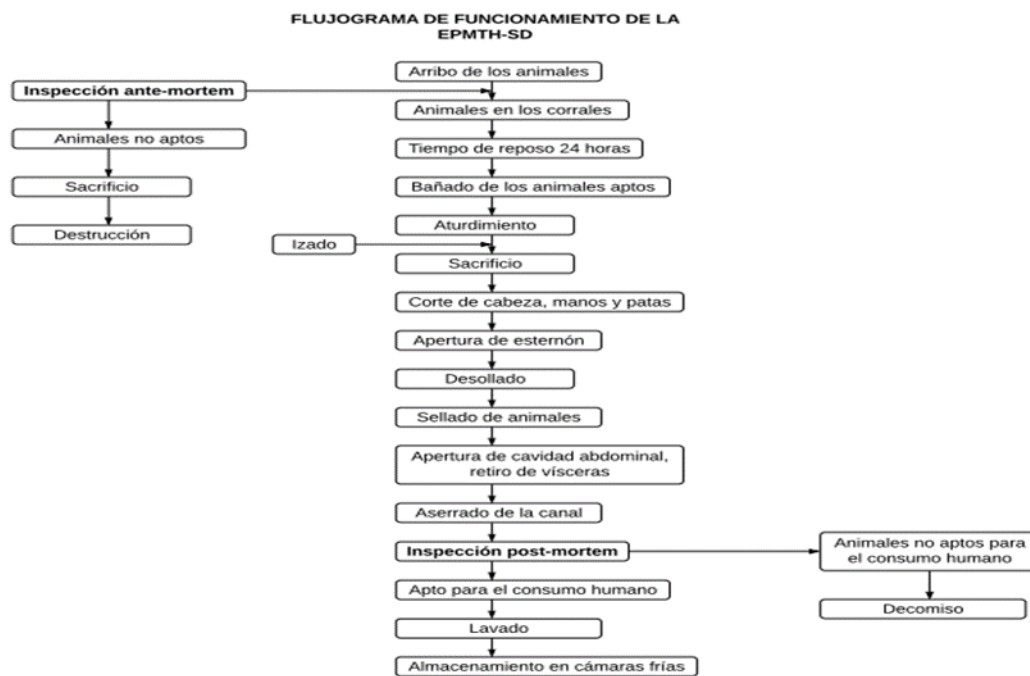 FLUJOGRAMA DE FUNCIONAMIENTO DE LA
EPMTH-SD
Arribo de los animales
Inspección ante-mortem
Animales en los corrales
Animales no aptos
Tiempo de reposo 24 horas
Sacrificio
Bañado de los animales aptos
Destrucción
Aturdimiento
Izado
Sacrificio
Corte de cabeza, manos y patas
Apertura de esternón
Desollado
Sellado de animales
Apertura de cavidad abdominal,
retiro de vísceras
Aserrado de la canal
Inspección post-mortem
Animales no aptos para
el consumo humano
Apto para el consumo humano
Decomiso
Lavado
Almacenamiento en cámaras frías